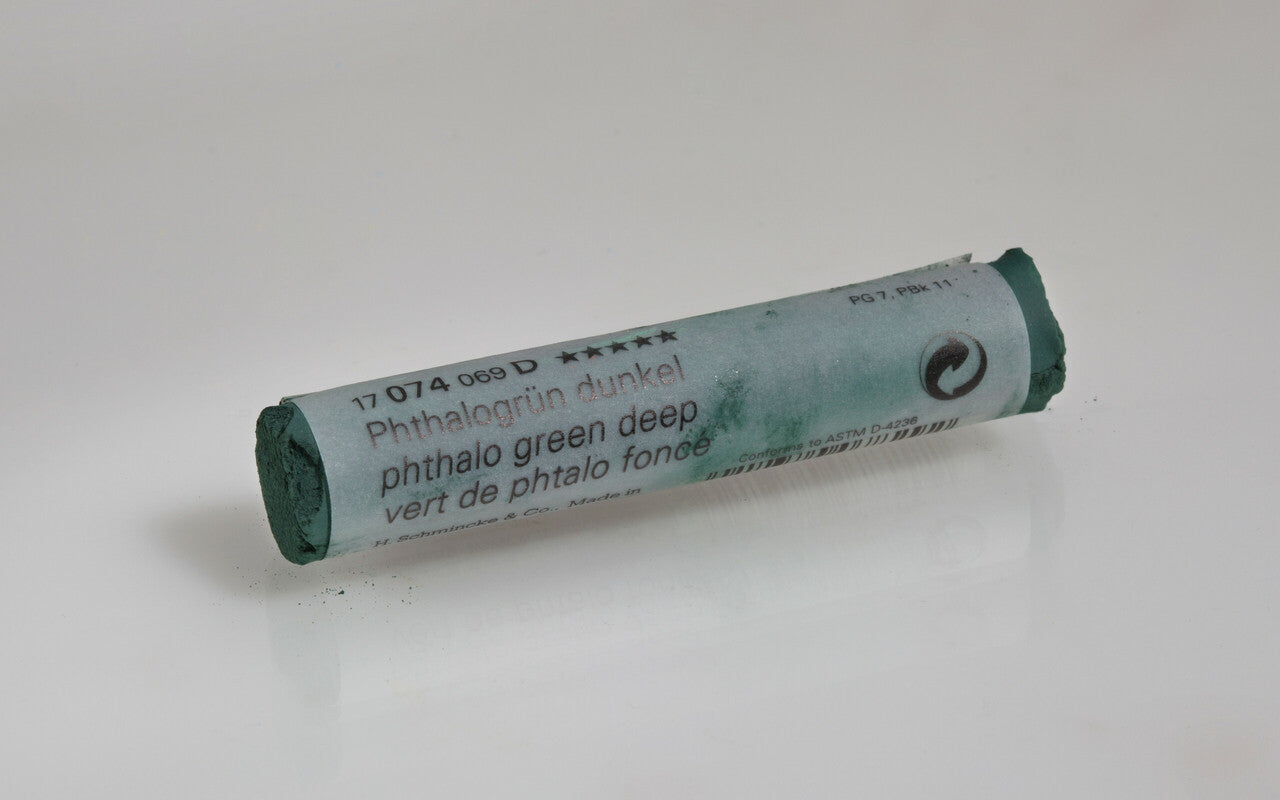 17 074 069 D ★★★★★
Phthalogrün dunkel
phthalo green deep
vert de phtalo foncé
H. Schmincke & Co., Made in
PG 7, PBk 11
Conforms to ASTM D-4236